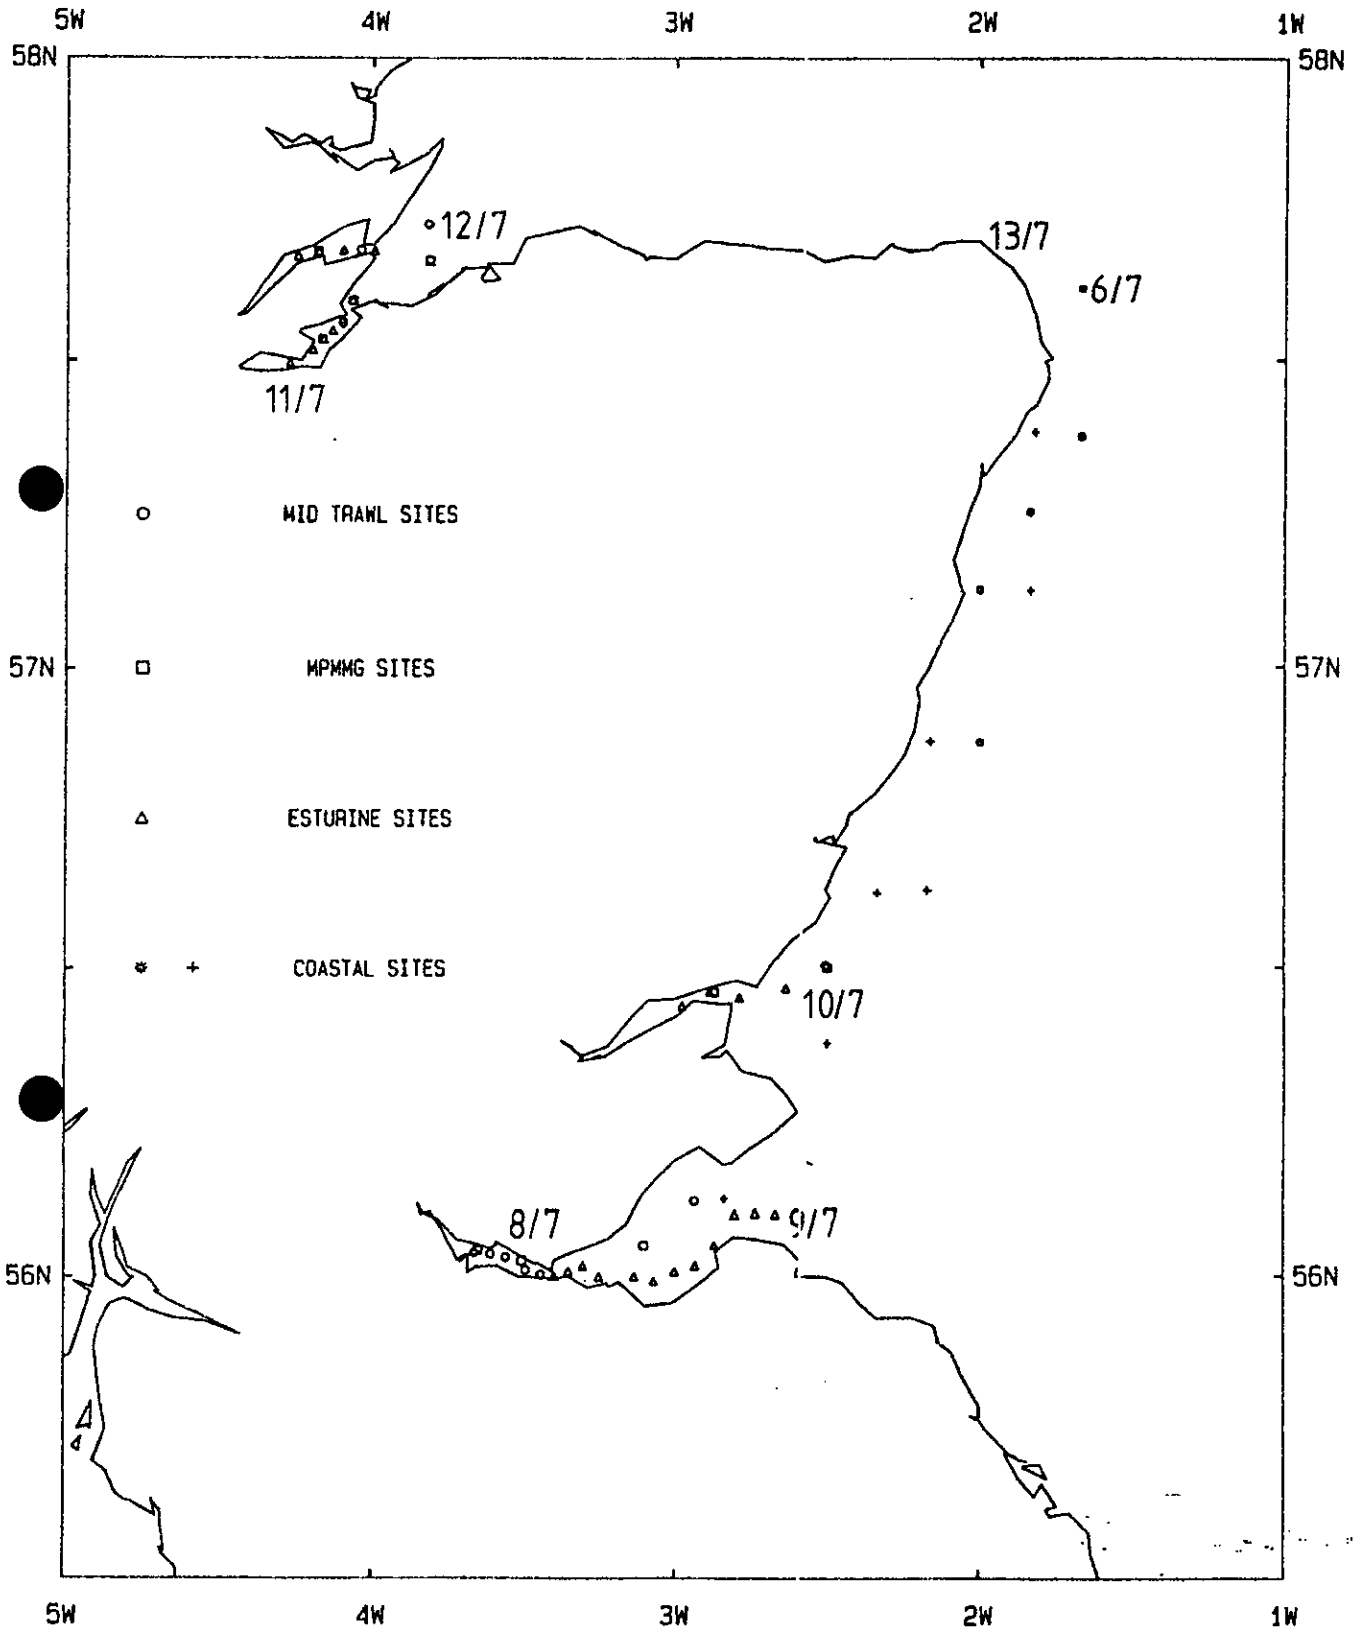 5W 4W 3W 2W 1W
58N 58N
12/7
13/7
6/7
11/7
MID TRAWL SITES
57N MPMMG SITES 57N
ESTURINE SITES
COASTAL SITES
10/7
8/7 9/7
56N 56N
5W 4W 3W 2W 1W